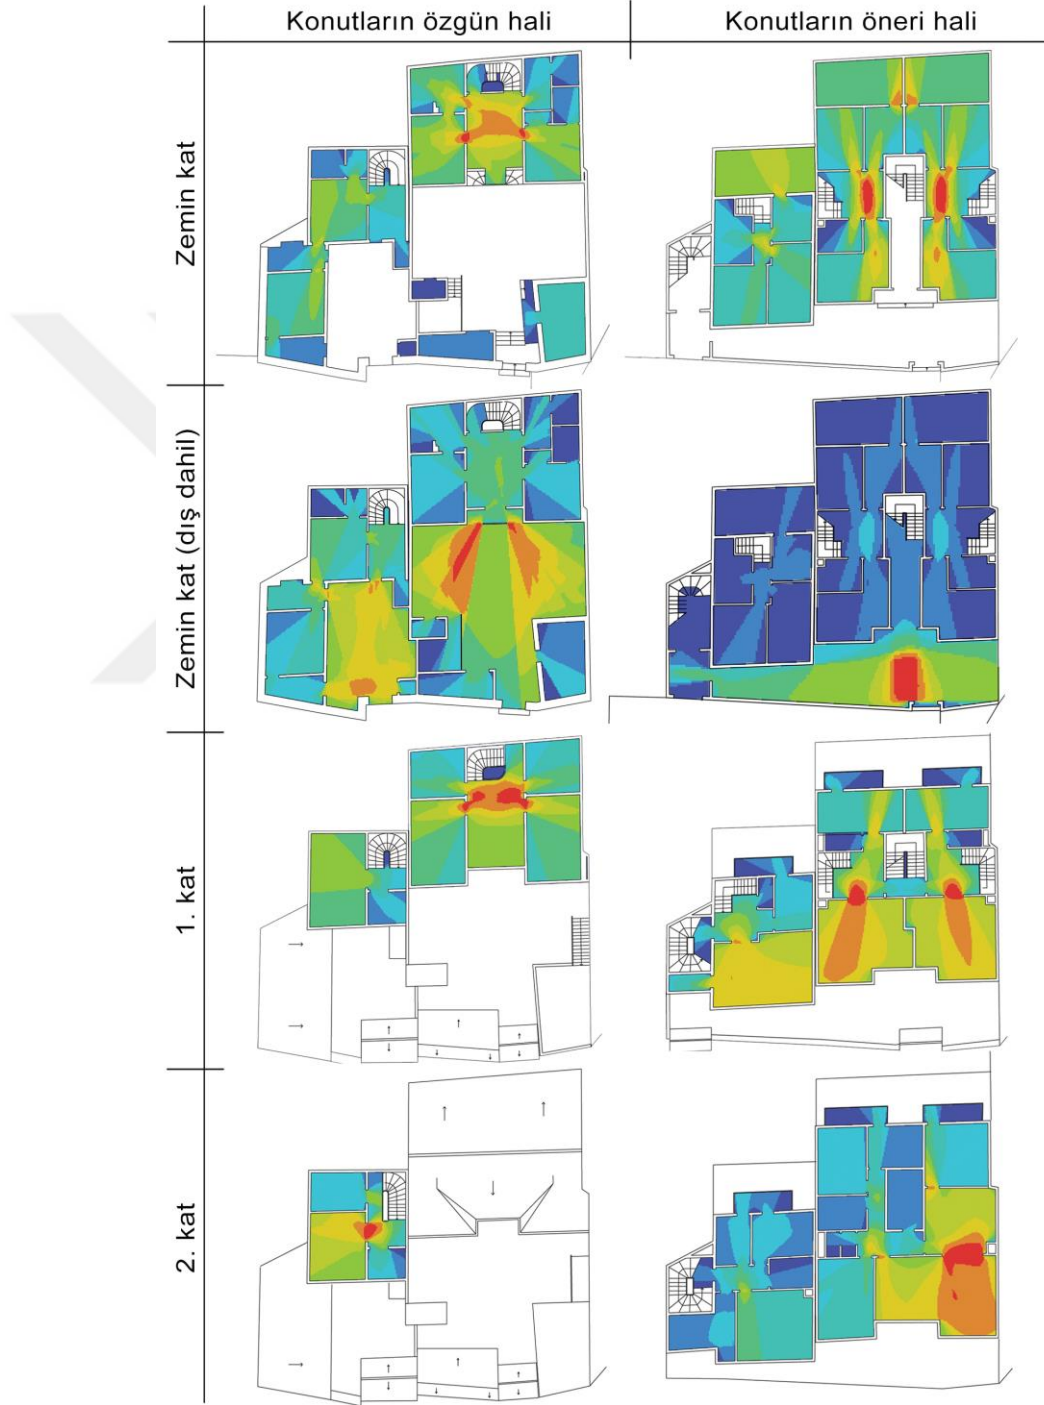 Konutların özgün hali
Konutların öneri hali
Zemin kat
Zemin kat (dış dahil)
1. kat
2. kat